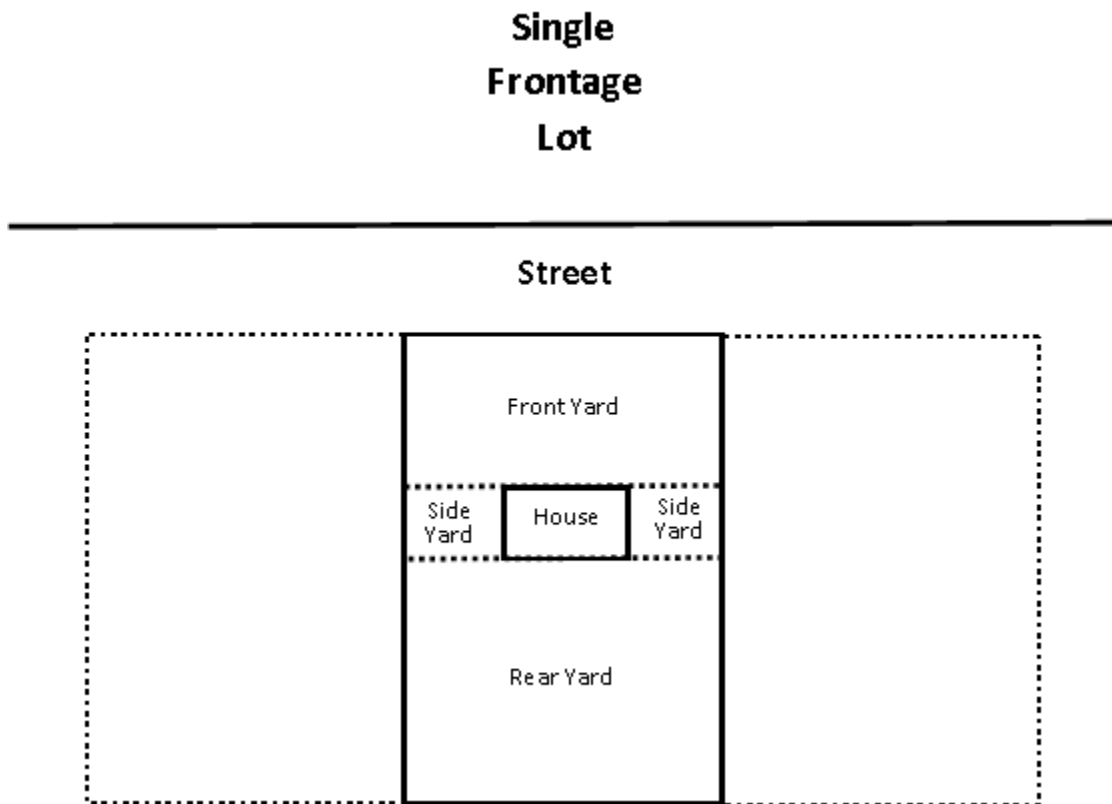 Single
Frontage
Lot
Street
Front Yard
Side
Yard
House
Side
Yard
Rear Yard